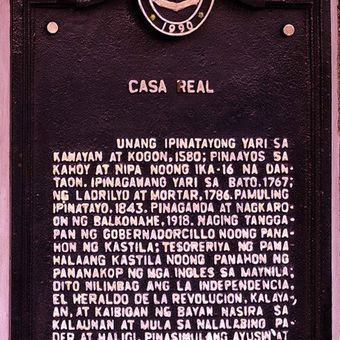 1990
CASA REAL
UNANG IPINATAYONG YARI SA
KAWAYAN AT KOGON, 1580; PINAAYOS SA
KAHOY AT NIPA NOONG IKA-16 NA DAN-
TAON. IPINAGAWANG YARI SA BATO, 1767;
NG LADRILYO AT MORTAR, 1786. PAMULING
IPINATAYO, 1843. PINAGANDA AT NAGKARO-
ON NG BALKONAHE, 1918. NAGING TANGGA-
PAN NG GOBERNADORCILLO NOONG PANA-
HON NG KASTILA; TESORERIYA NG PAMA-
HALAANG KASTILA NOONG PANAHON NG
PANANAKOP NG MGA INGLES SA MAYNILA;
DITO NILIMBAG ANG LA INDEPENDENCIA,
EL HERALDO DE LA REVOLUCION, KALAYA-
AN, AT KAIBIGAN NG BAYAN. NASIRA SA
KALAUNAN AT MULA SA NALALABING PA-
DER AT HALIGI, PINASIMULANG AYUSIN AT